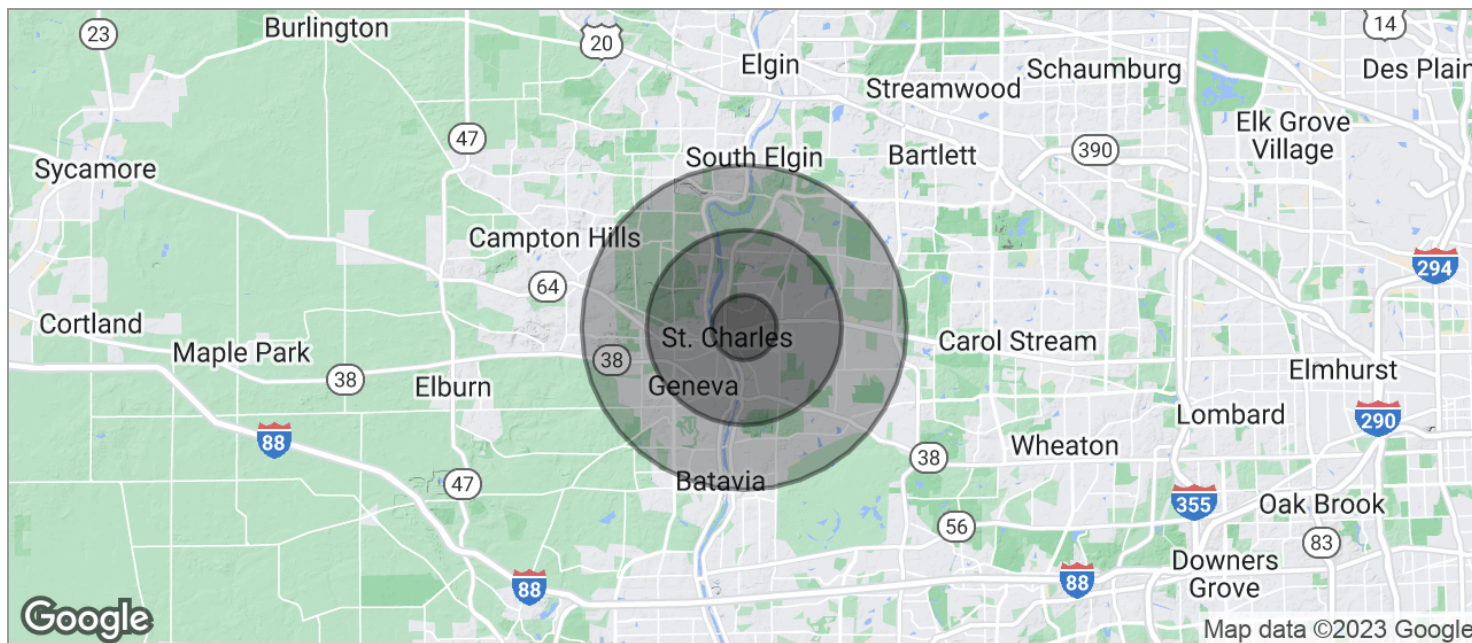 23
Burlington
20
Elgin
14
Schaumburg
Des Plain
Streamwood
Elk Grove
Village
47
390
South Elgin
Bartlett
Sycamore
Campton Hills
294
64
Cortland
St. Charles
Carol Stream
Maple Park
38
38
Elburn
Geneva
Elmhurst
Lombard
290
88
Wheaton
38
47
Batavia
355
Oak Brook
56
83
88
88
Downers
Grove
Google
Map data ©2023 Google